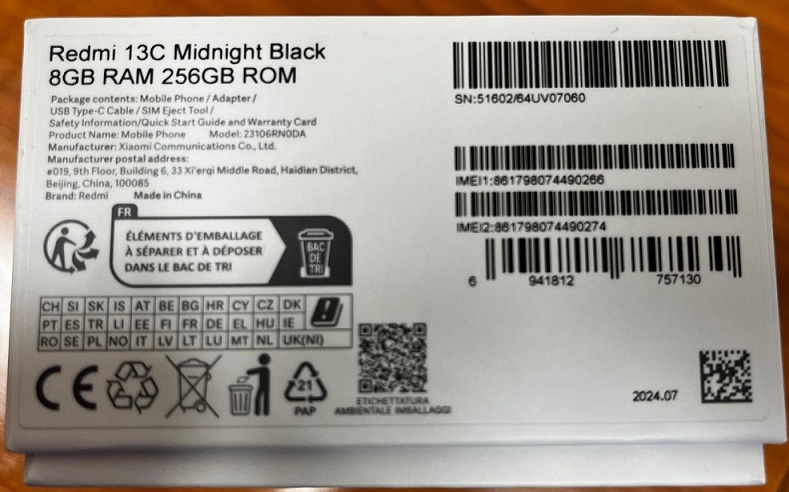 Redmi 13C Midnight Black
8GB RAM 256GB ROM
Package contents: Mobile Phone / Adapter /
USB Type-C Cable / SIM Eject Tool /
Safety Information/Quick Start Guide and Warranty Card
Product Name: Mobile Phone Model: 23106RN0DA
Manufacturer: Xiaomi Communications Co., Ltd.
Manufacturer postal address:
#019, 9th Floor, Building 6, 33 Xi'erqi Middle Road, Haidian District,
Beijing, China, 100085
Brand: Redmi Made in China
FR
ÉLÉMENTS D'EMBALLAGE
À SÉPARER ET À DÉPOSER
DANS LE BAC DE TRI
BAC
DE
TRI
CH SI SK IS AT BE BG HR CY CZ DK
PT ES TR LI EE FI FR DE EL HU IE
RO SE PL NO IT LV LT LU MT NL UK(NI)
CE
21
PAP
ETICHETTATURA
AMBIENTALE IMBALLAGGI
SN:51602/64UV07060
IMEI1:861798074490266
IMEI2:861798074490274
6 941812 757130
2024.07